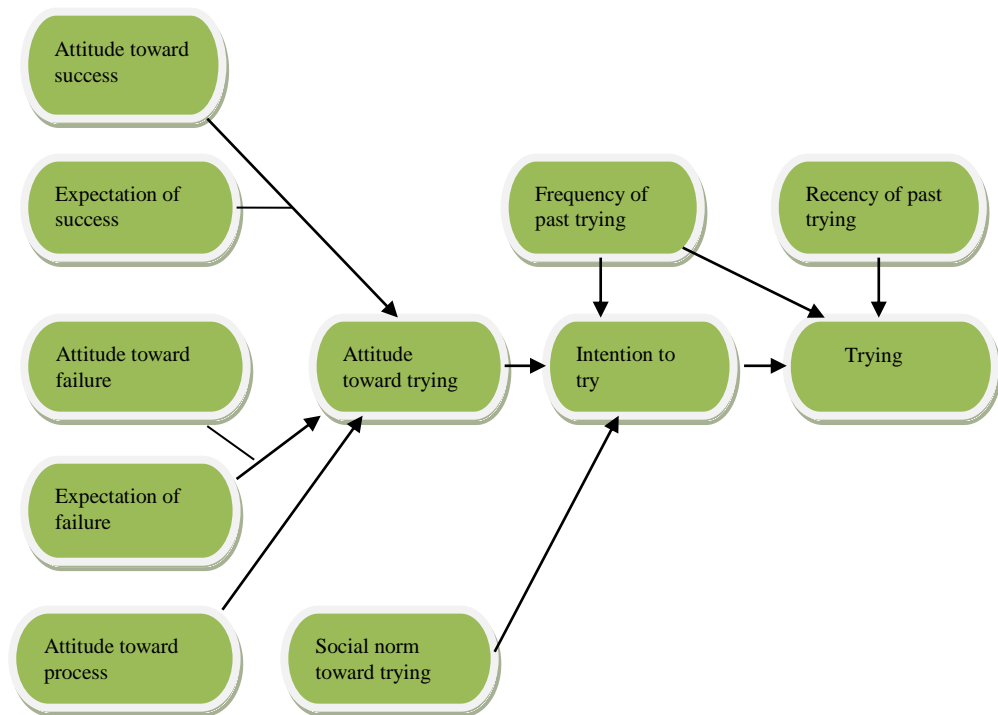 Attitude toward
success
Expectation of
success
Frequency of
past trying
Recency of past
trying
Attitude toward
failure
Attitude
toward trying
Intention to
try
Trying
Expectation of
failure
Attitude toward
process
Social norm
toward trying